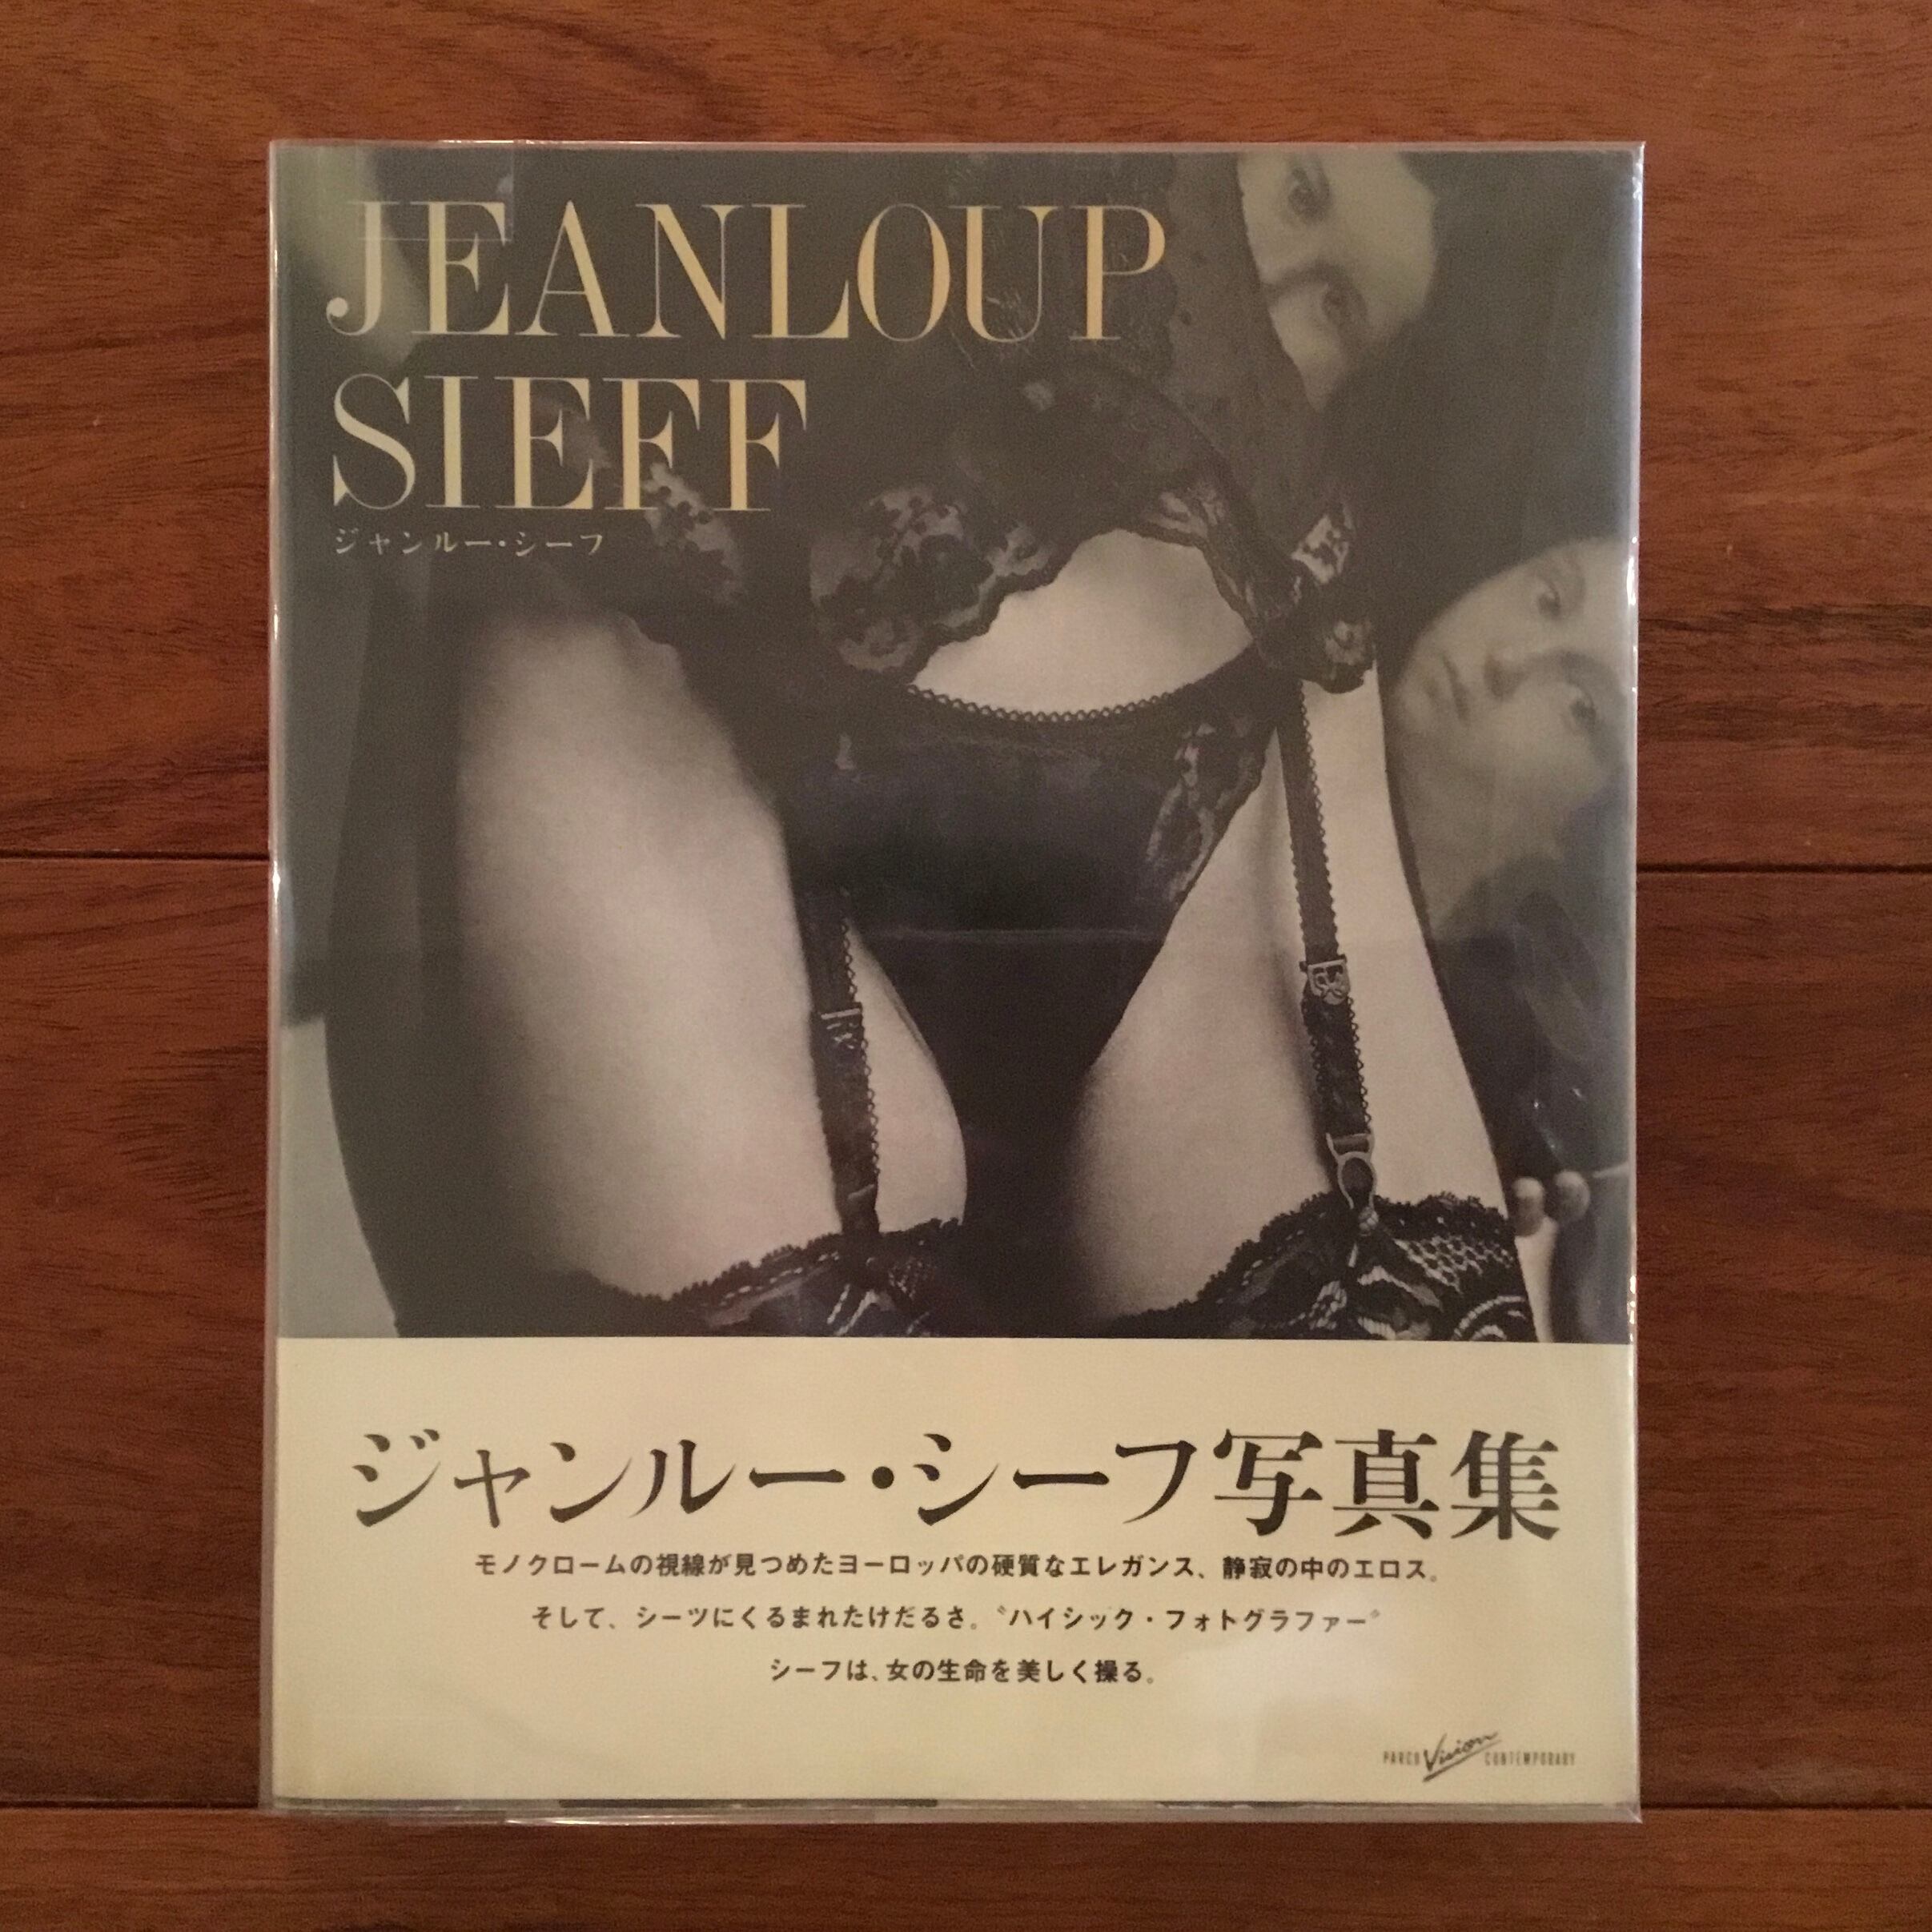 JEANLOUP
SIEFF
ジャンルー・シーフ
ジャンルー・シーフ写真集
モノクロームの視線が見つめたヨーロッパの硬質なエレガンス、静寂の中のエロス。
そして、シーツにくるまれたけだるさ。〝ハイシック・フォトグラファー〟
シーフは、女の生命を美しく操る。
PARCO Vision CONTEMPORARY